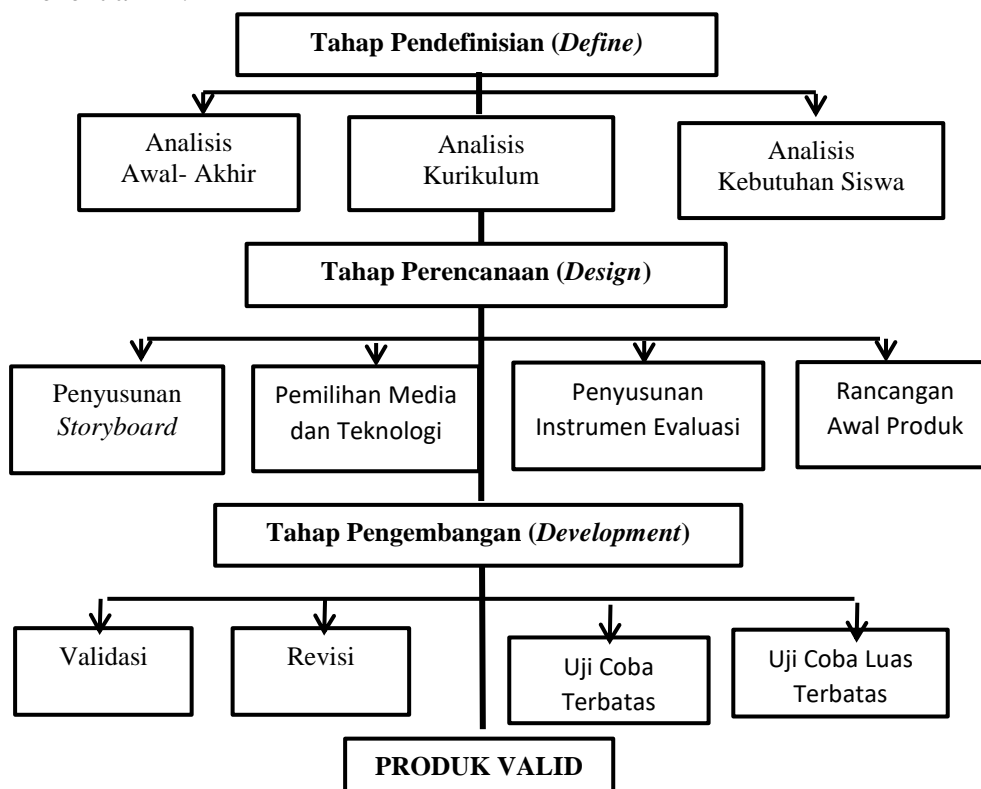 Tahap Pendefinisian (Define)
Analisis
Awal- Akhir
Analisis
Kurikulum
Analisis
Kebutuhan Siswa
Tahap Perencanaan (Design)
Penyusunan
Storyboard
Pemilihan Media
dan Teknologi
Penyusunan
Instrumen Evaluasi
Rancangan
Awal Produk
Tahap Pengembangan (Development)
Validasi
Revisi
Uji Coba
Terbatas
Uji Coba Luas
Terbatas
PRODUK VALID